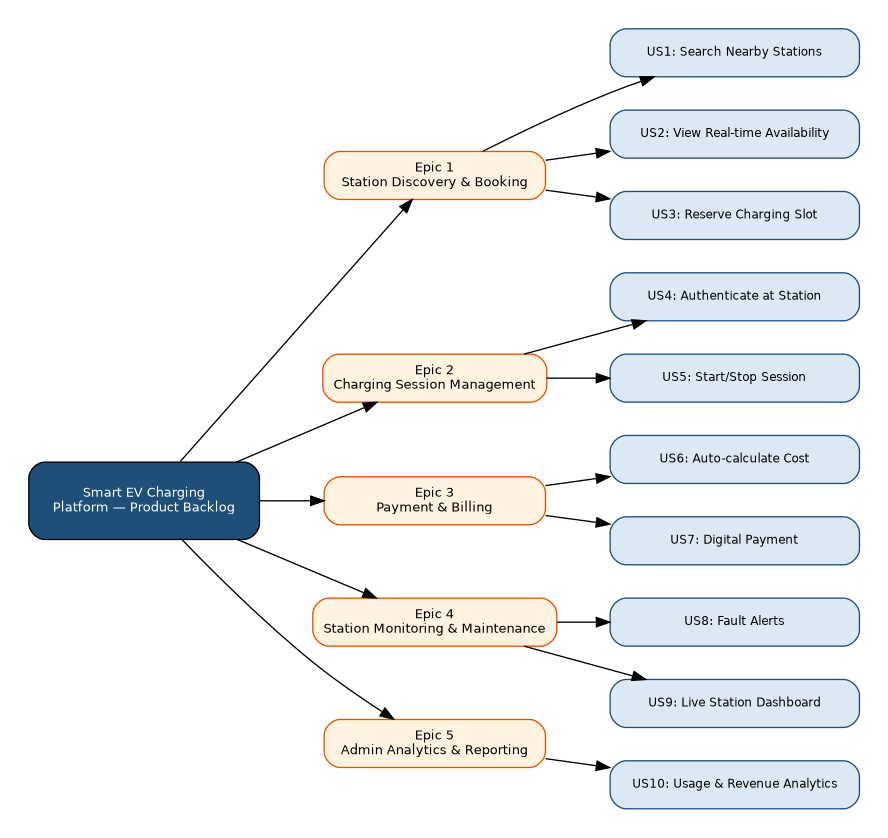 Smart EV Charging
Platform — Product Backlog
Epic 1
Station Discovery & Booking
US1: Search Nearby Stations
US2: View Real-time Availability
US3: Reserve Charging Slot
Epic 2
Charging Session Management
US4: Authenticate at Station
US5: Start/Stop Session
Epic 3
Payment & Billing
US6: Auto-calculate Cost
US7: Digital Payment
Epic 4
Station Monitoring & Maintenance
US8: Fault Alerts
US9: Live Station Dashboard
Epic 5
Admin Analytics & Reporting
US10: Usage & Revenue Analytics